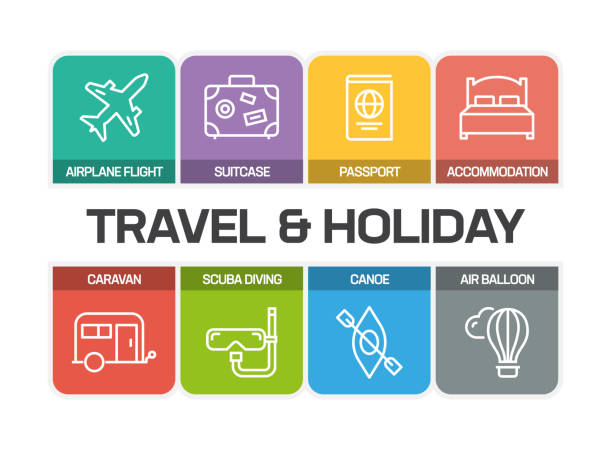 AIRPLANE FLIGHT SUITCASE PASSPORT ACCOMMODATION
TRAVEL & HOLIDAY
CARAVAN SCUBA DIVING CANOE AIR BALLOON